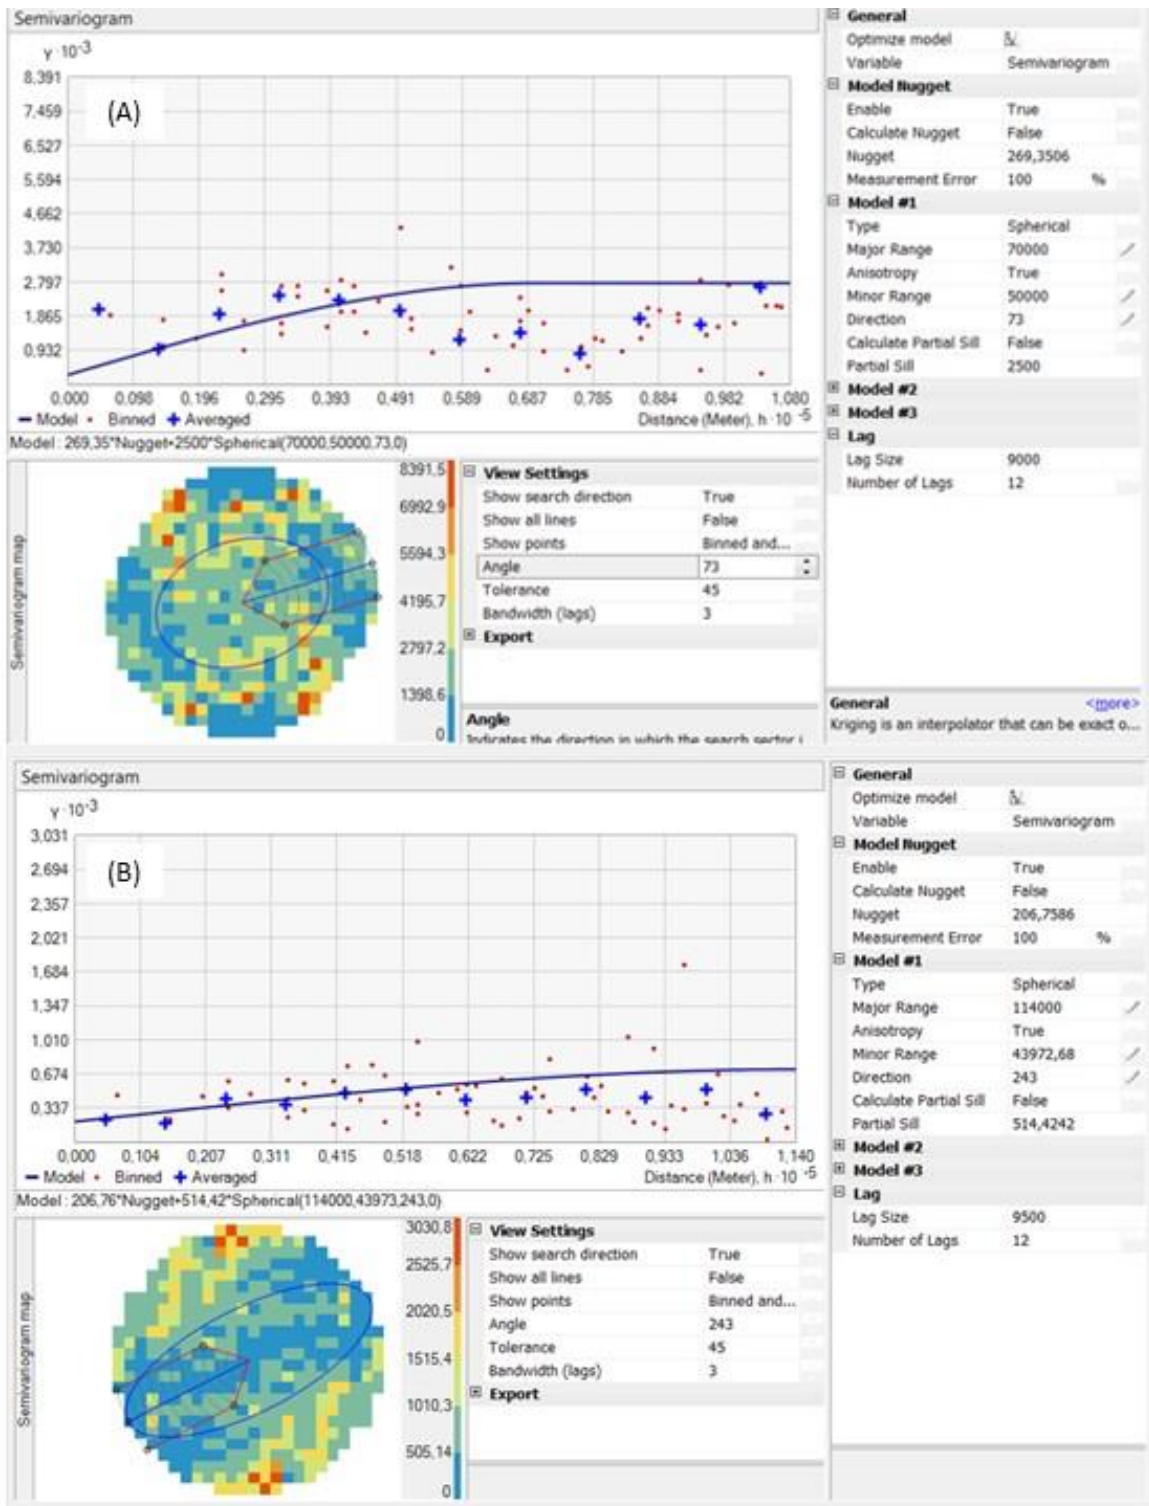 Semivariogram
γ·10-3
8,391
7.459
6.527
5,594
4.662
3.730
2.797
1.865
0.932
(A)
0.000 0,098 0,196 0,295 0,393 0,491 0,589 0,687 0,785 0,884 0,982 1,080
Model Binned Averaged Distance (Meter), h·10 -5
Model : 269,35*Nugget+2500*Spherical(70000,50000,73,0)
General
Optimize model
Variable Semivariogram
Model Nugget
Enable True
Calculate Nugget False
Nugget 269,3506
Measurement Error 100 %
Model #1
Type Spherical
Major Range 70000
Anisotropy True
Minor Range 50000
Direction 73
Calculate Partial Sill False
Partial Sill 2500
Model #2
Model #3
Lag
Lag Size 9000
Number of Lags 12
Semivariogram map
8391.5
6992.9
5594.3
4195.7
2797,2
1398.6
0
View Settings
Show search direction True
Show all lines False
Show points Binned and...
Angle 73
Tolerance 45
Bandwidth (lags) 3
Export
Angle
Indicates the direction in which the search sector i
General <more>
Kriging is an interpolator that can be exact o...
Semivariogram
γ·10-3
3,031
2,694
2,357
2,021
1,684
1,347
1,010
0,674
0,337
(B)
0.000 0,104 0,207 0,311 0,415 0,518 0,622 0,725 0,829 0,933 1,036 1,140
Model Binned Averaged Distance (Meter), h·10 -5
Model : 206,76*Nugget+514,42*Spherical(114000,43973,243,0)
General
Optimize model
Variable Semivariogram
Model Nugget
Enable True
Calculate Nugget False
Nugget 206,7586
Measurement Error 100 %
Model #1
Type Spherical
Major Range 114000
Anisotropy True
Minor Range 43972,68
Direction 243
Calculate Partial Sill False
Partial Sill 514,4242
Model #2
Model #3
Lag
Lag Size 9500
Number of Lags 12
Semivariogram map
3030.8
2525.7
2020.5
1515.4
1010,3
505,14
0
View Settings
Show search direction True
Show all lines False
Show points Binned and...
Angle 243
Tolerance 45
Bandwidth (lags) 3
Export